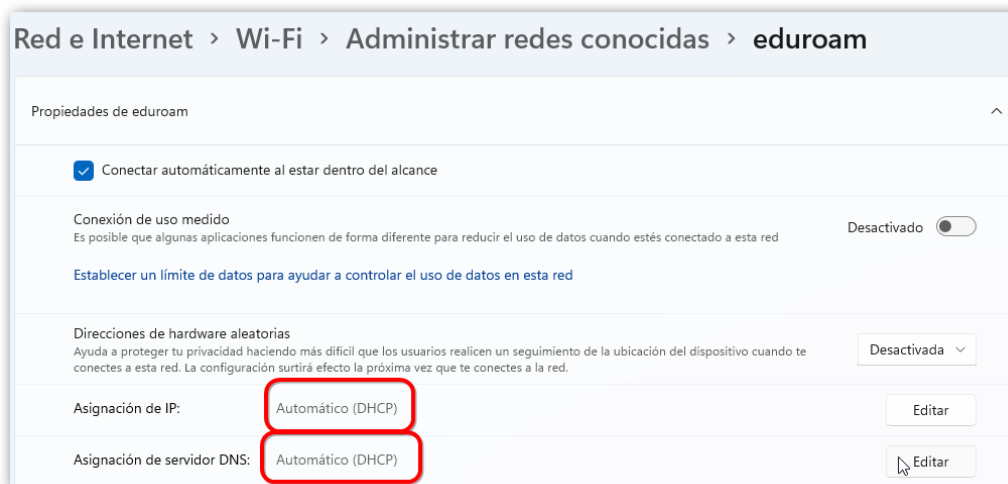 Red e Internet > Wi-Fi > Administrar redes conocidas > eduroam
Propiedades de eduroam
Conectar automáticamente al estar dentro del alcance
Conexión de uso medido
Es posible que algunas aplicaciones funcionen de forma diferente para reducir el uso de datos cuando estés conectado a esta red
Desactivado
Establecer un límite de datos para ayudar a controlar el uso de datos en esta red
Direcciones de hardware aleatorias
Ayuda a proteger tu privacidad haciendo más difícil que los usuarios realicen un seguimiento de la ubicación del dispositivo cuando te
conectes a esta red. La configuración surtirá efecto la próxima vez que te conectes a la red.
Desactivada
Asignación de IP: Automático (DHCP) Editar
Asignación de servidor DNS: Automático (DHCP) Editar